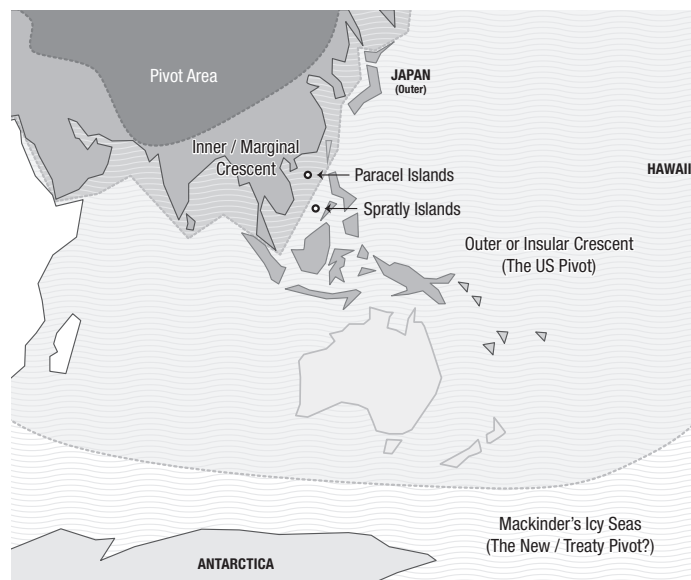 Pivot Area
JAPAN
(Outer)
Inner / Marginal
Crescent
Paracel Islands
HAWAII
Spratly Islands
Outer or Insular Crescent
(The US Pivot)
Mackinder’s Icy Seas
(The New / Treaty Pivot?)
ANTARCTICA